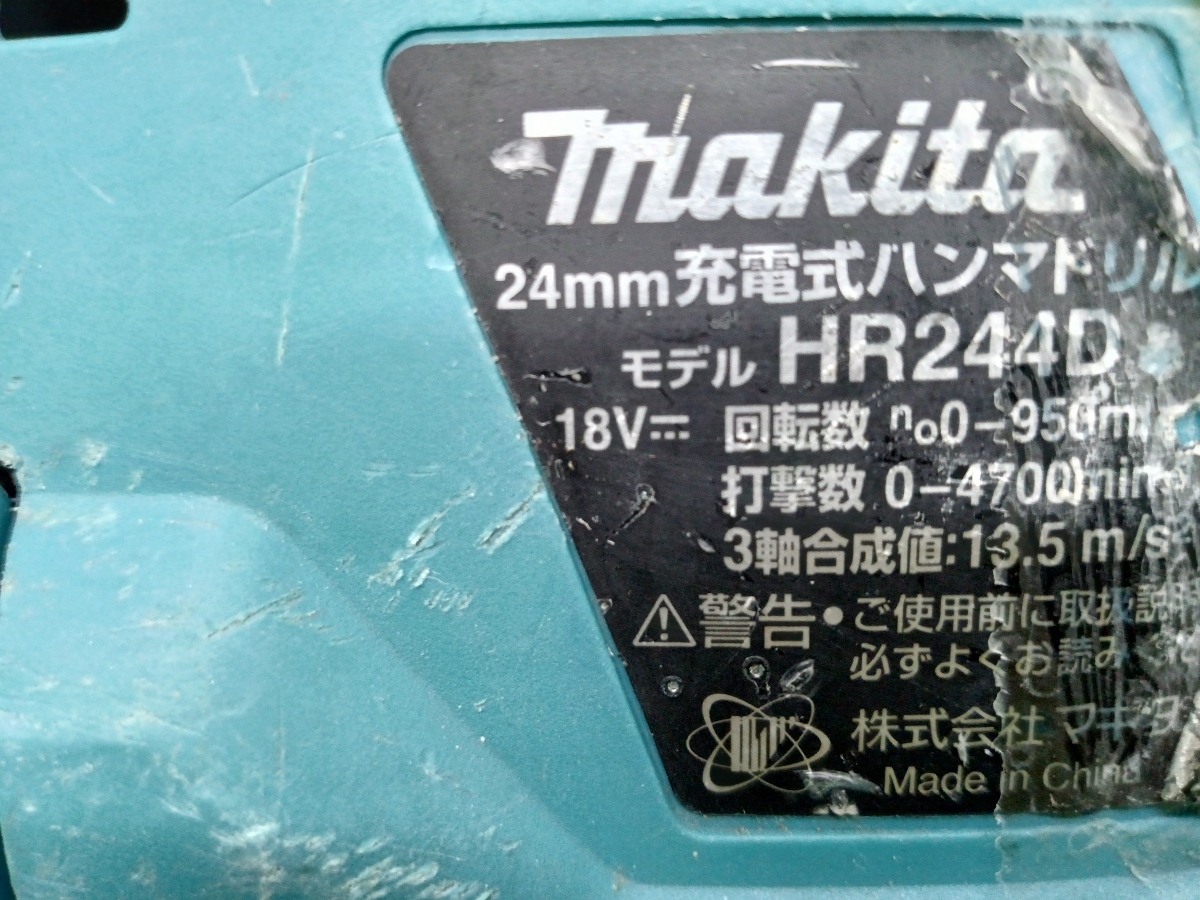 makita
24mm充電式ハンマドリル
モデル HR244D
18V⎓ 回転数 n₀0-950m
打撃数 0-4700min
3軸合成値:13.5 m/s
⚠警告●ご使用前に取扱説
必ずよくお読み
株式会社 マキタ
Made in China